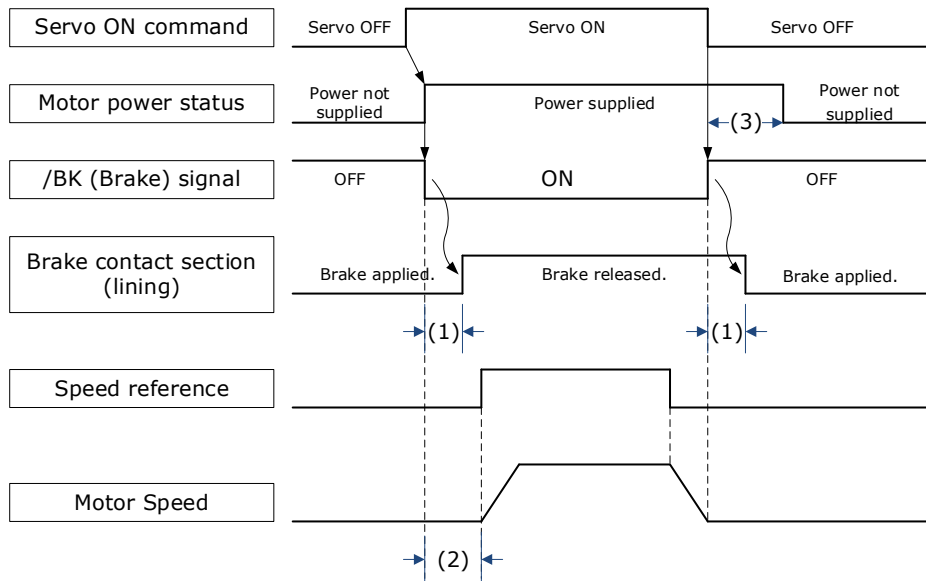 Servo ON command
Servo OFF
Servo ON
Servo OFF
Motor power status
Power not
supplied
Power supplied
(3)
Power not
supplied
/BK (Brake) signal
OFF
ON
OFF
Brake contact section
(lining)
Brake applied.
Brake released.
Brake applied.
(1)
(1)
Speed reference
Motor Speed
(2)